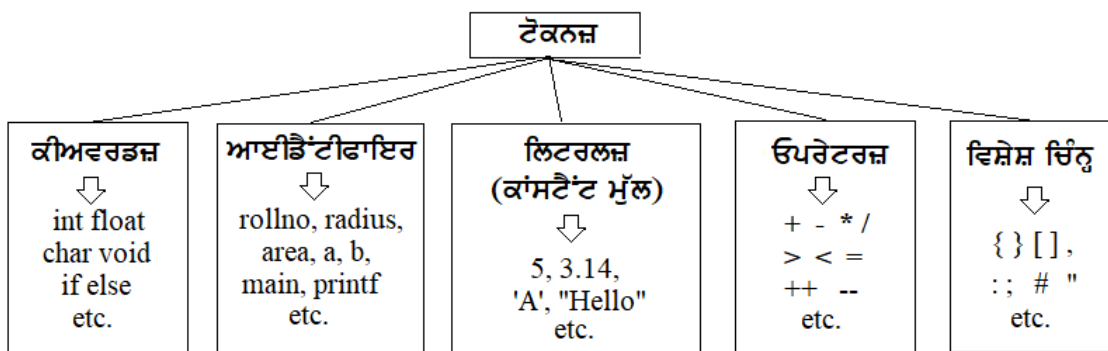 ਟੋਕਨਜ਼
ਕੀਅਵਰਡਜ਼
int float
char void
if else
etc.
ਆਈਡੈਂਟੀਫਾਇਰ
rollno, radius,
area, a, b,
main, printf
etc.
ਲਿਟਰਲਜ਼
(ਕਾਂਸਟੈਂਟ ਮੁੱਲ)
5, 3.14,
'A', "Hello"
etc.
ਓਪਰੇਟਰਜ਼
+ - * /
> < =
++ --
etc.
ਵਿਸ਼ੇਸ਼ ਚਿੰਨ੍ਹ
{ } [ ] ,
: ; # "
etc.